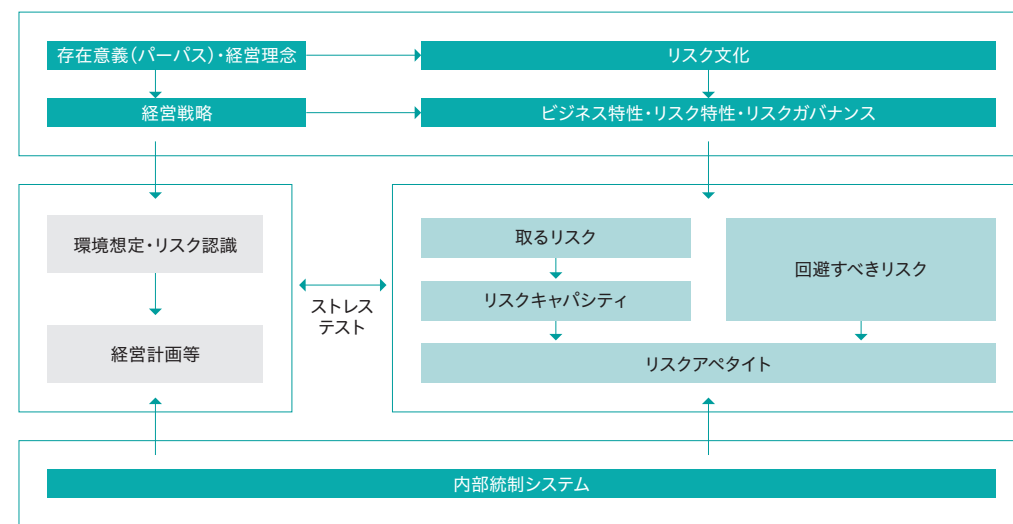 存在意義（パーパス）・経営理念
リスク文化
経営戦略
ビジネス特性・リスク特性・リスクガバナンス
環境想定・リスク認識
経営計画等
ストレス
テスト
取るリスク
リスクキャパシティ
回避すべきリスク
リスクアペタイト
内部統制システム